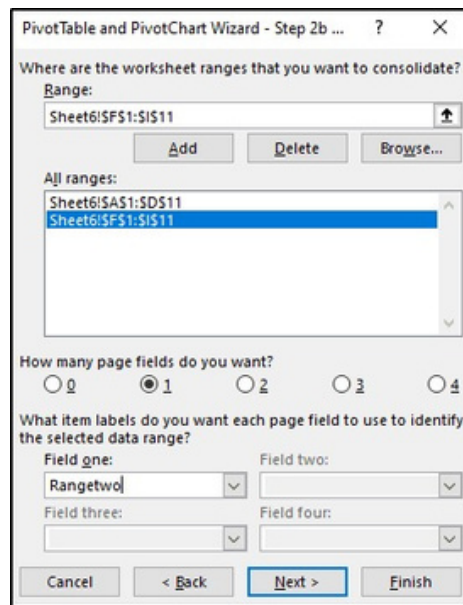 PivotTable and PivotChart Wizard - Step 2b ... ?
Where are the worksheet ranges that you want to consolidate?
Range:
Sheet6!$F$1:$I$11
Add Delete Browse...
All ranges:
Sheet6!$A$1:$D$11
Sheet6!$F$1:$I$11
How many page fields do you want?
0 1 2 3 4
What item labels do you want each page field to use to identify
the selected data range?
Field one: Field two:
Rangetwo
Field three: Field four:
Cancel < Back Next > Finish